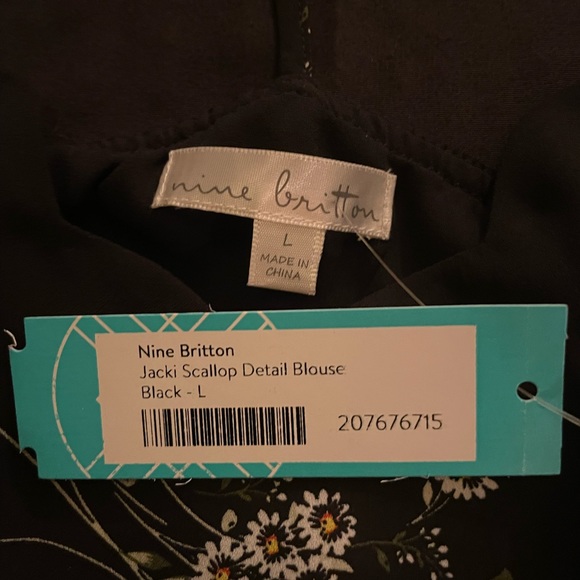 nine britton
L
MADE IN
CHINA
Nine Britton
Jacki Scallop Detail Blouse
Black - L
207676715